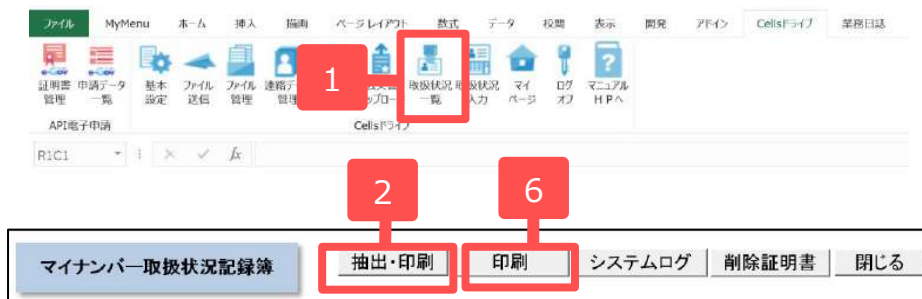 ファイル MyMenu ホーム 挿入 描画 ページ レイアウト 数式 データ 校閲 表示 開発 アドイン Cellsドライブ 業務日誌
1
e-Gov e-Gov
証明書 申請データ 基本 ファイル ファイル 取扱状況 マイ ログ マニュアル
管理 一覧 設定 送信 管理 一覧 入力 ページ オフ HPへ
API電子申請 Cellsドライブ
R1C1 fx
2 6
マイナンバー取扱状況記録簿 抽出・印刷 印刷 システムログ 削除証明書 閉じる